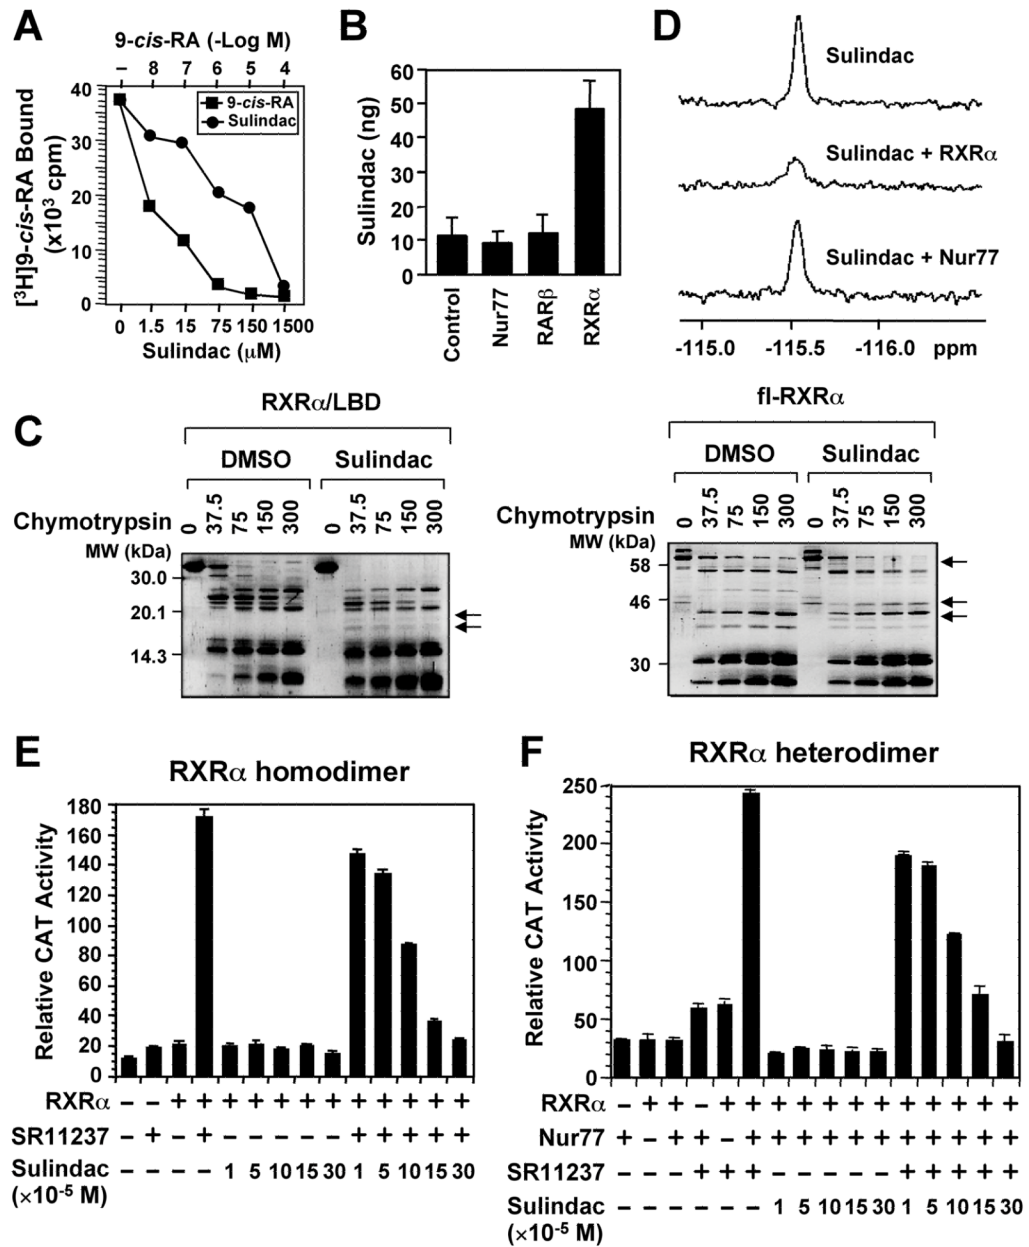 A
9-cis-RA (-Log M)
– 8 7 6 5 4
[³H]9-cis-RA Bound
(x10³ cpm)
40
30
20
10
0
9-cis-RA
Sulindac
0 1.5 15 75 150 1500
Sulindac (μM)
B
Sulindac (ng)
60
50
40
30
20
10
0
Control
Nur77
RARβ
RXRα
D
Sulindac
Sulindac + RXRα
Sulindac + Nur77
-115.0 -115.5 -116.0 ppm
C
RXRα/LBD
DMSO Sulindac
Chymotrypsin 0 37.5 75 150 300 0 37.5 75 150 300
MW (kDa)
30.0
20.1
14.3
fl-RXRα
DMSO Sulindac
Chymotrypsin 0 37.5 75 150 300 0 37.5 75 150 300
MW (kDa)
58
46
30
E
RXRα homodimer
Relative CAT Activity
180
160
140
120
100
80
60
40
20
0
RXRα – – + + + + + + + + + + + +
SR11237 – + – + – – – – – + + + + +
Sulindac – – – – 1 5 10 15 30 1 5 10 15 30
(×10⁻⁵ M)
F
RXRα heterodimer
Relative CAT Activity
250
200
150
100
50
0
RXRα – + + – + + + + + + + + + + + +
Nur77 + – + + – + + + + + + + + + + +
SR11237 – – – + + + – – – – – + + + + +
Sulindac – – – – – – 1 5 10 15 30 1 5 10 15 30
(×10⁻⁵ M)